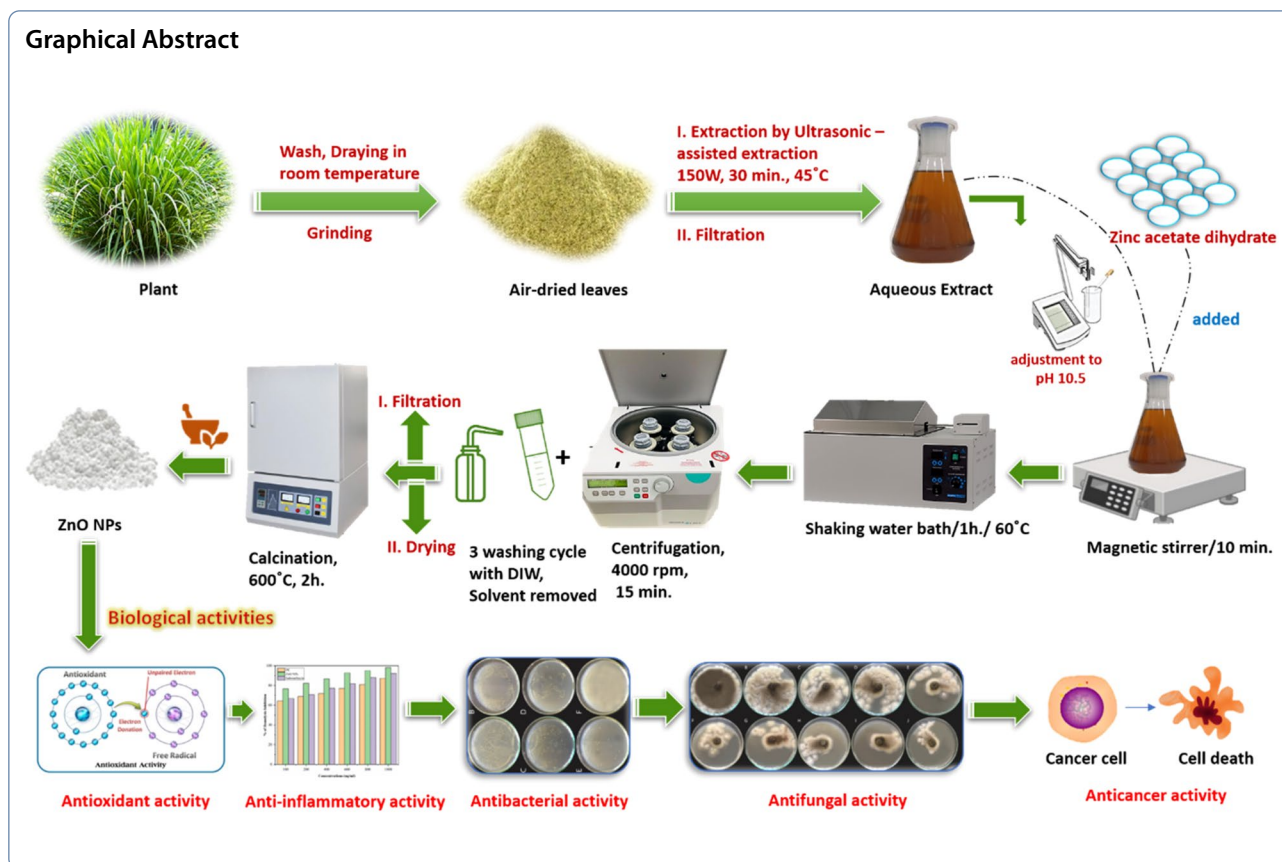 Graphical Abstract
Wash, Draying in
room temperature
Grinding
I. Extraction by Ultrasonic –
assisted extraction
150W, 30 min., 45˚C
II. Filtration
Plant
Air-dried leaves
Aqueous Extract
Zinc acetate dihydrate
added
adjustment to
pH 10.5
Magnetic stirrer/10 min.
Shaking water bath/1h./ 60˚C
Centrifugation,
4000 rpm,
15 min.
+
3 washing cycle
with DIW,
Solvent removed
I. Filtration
II. Drying
Calcination,
600˚C, 2h.
ZnO NPs
Biological activities
Antioxidant
Unpaired Electron
Electron
Donation
Free Radical
Antioxidant Activity
Antioxidant activity
Anti-inflammatory activity
Antibacterial activity
Antifungal activity
Cancer cell
Cell death
Anticancer activity